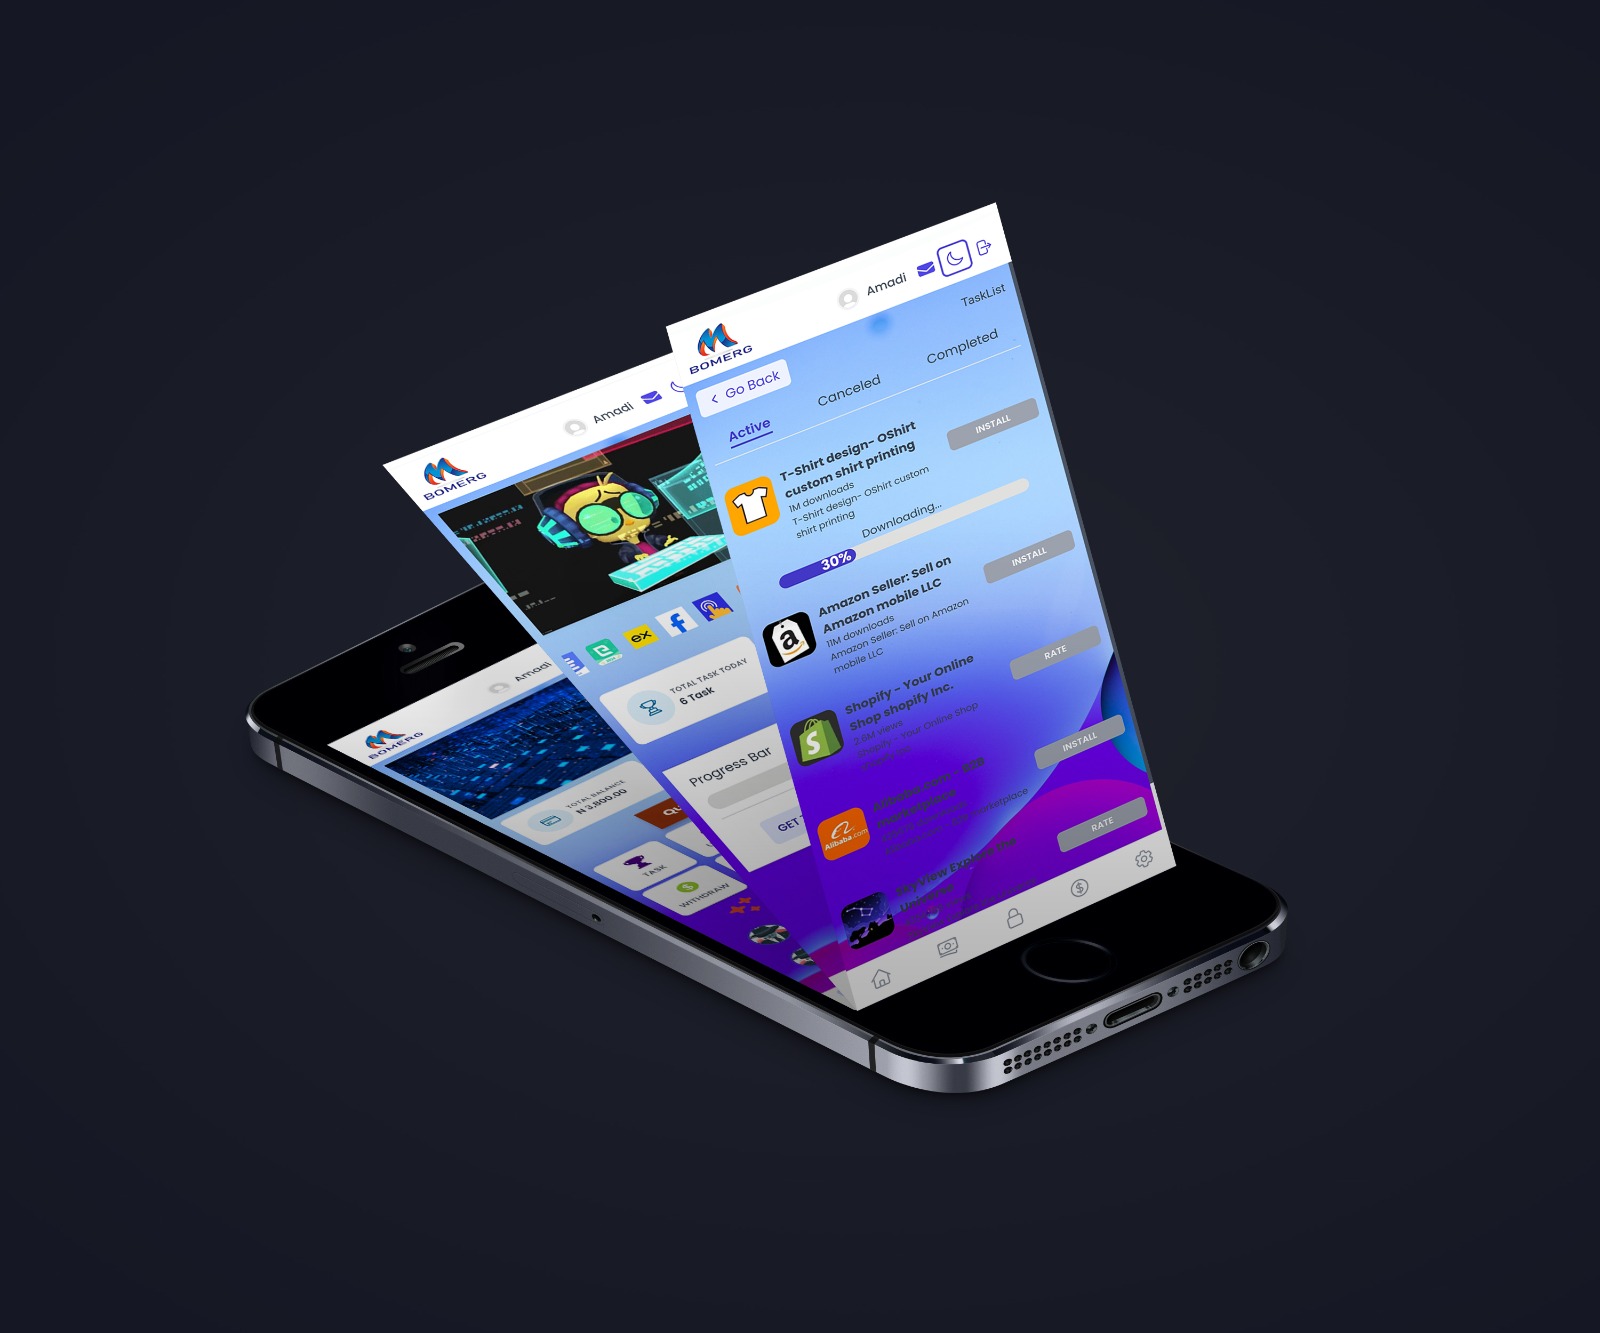 Amadi
BOMERG
TaskList
Go Back
Active
Canceled
Completed
T-Shirt design- OShirt
custom shirt printing
1M downloads
T-Shirt design- OShirt custom
shirt printing
INSTALL
Downloading...
30%
Amazon Seller: Sell on
Amazon mobile LLC
11M downloads
Amazon Seller: Sell on Amazon
mobile LLC
INSTALL
Shopify - Your Online
Shop shopify Inc.
2.6M views
Shopify - Your Online Shop
RATE
Alibaba.com - B2B
marketplace
Alibaba.com
INSTALL
SkyView Explore the
Universe
RATE
Amadi
BOMERG
ex
TOTAL TASK TODAY
6 Task
Progress Bar
GET
Amadi
BOMERG
TOTAL BALANCE
N 3,800.00
TASK
WITHDRAW